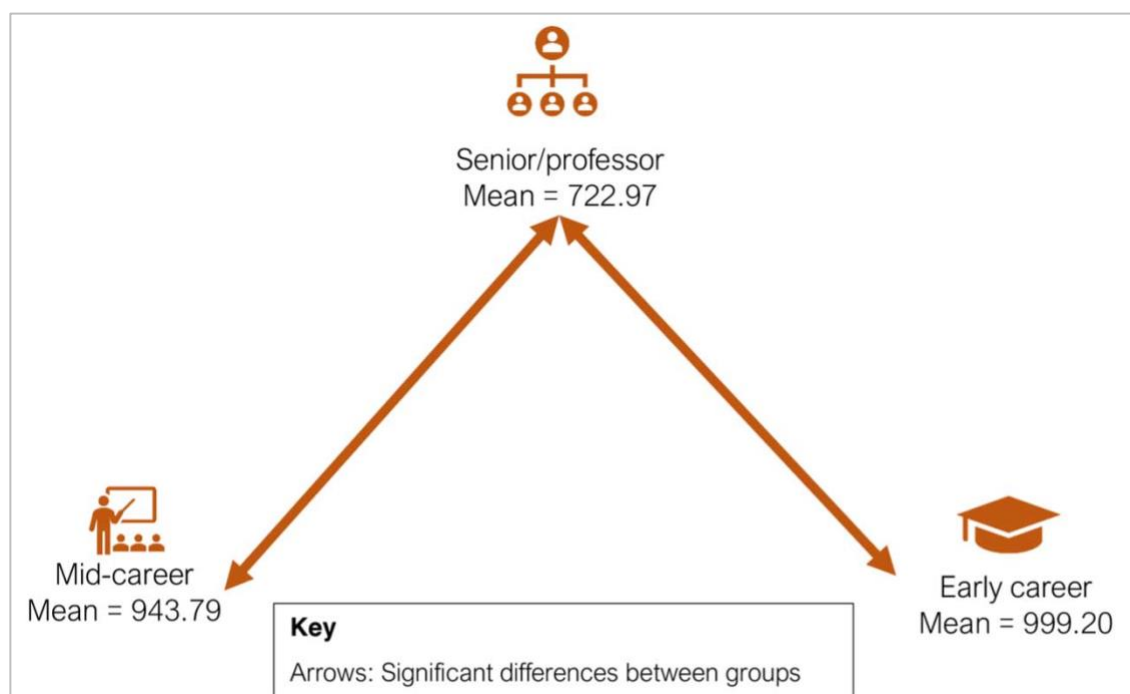 Senior/professor
Mean = 722.97
Mid-career
Mean = 943.79
Early career
Mean = 999.20
Key
Arrows: Significant differences between groups